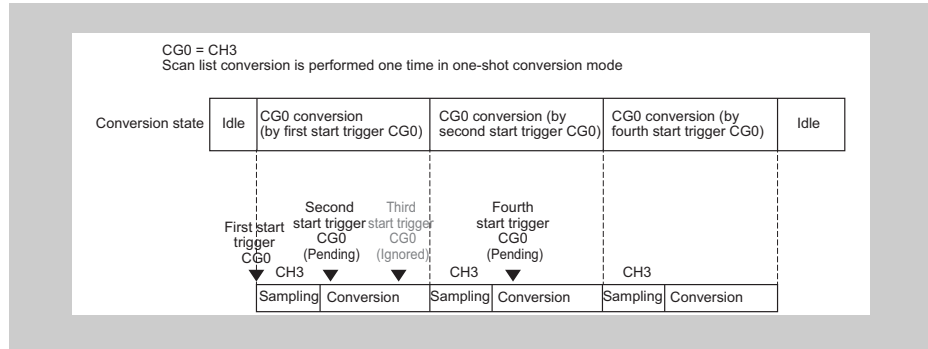 CG0 = CH3
Scan list conversion is performed one time in one-shot conversion mode
Conversion state
Idle
CG0 conversion
(by first start trigger CG0)
CG0 conversion (by
second start trigger CG0)
CG0 conversion (by
fourth start trigger CG0)
Idle
First start
trigger
CG0
Second
start trigger
CG0
(Pending)
Third
start trigger
CG0
(Ignored)
Fourth
start trigger
CG0
(Pending)
CH3
CH3
CH3
Sampling
Conversion
Sampling
Conversion
Sampling
Conversion